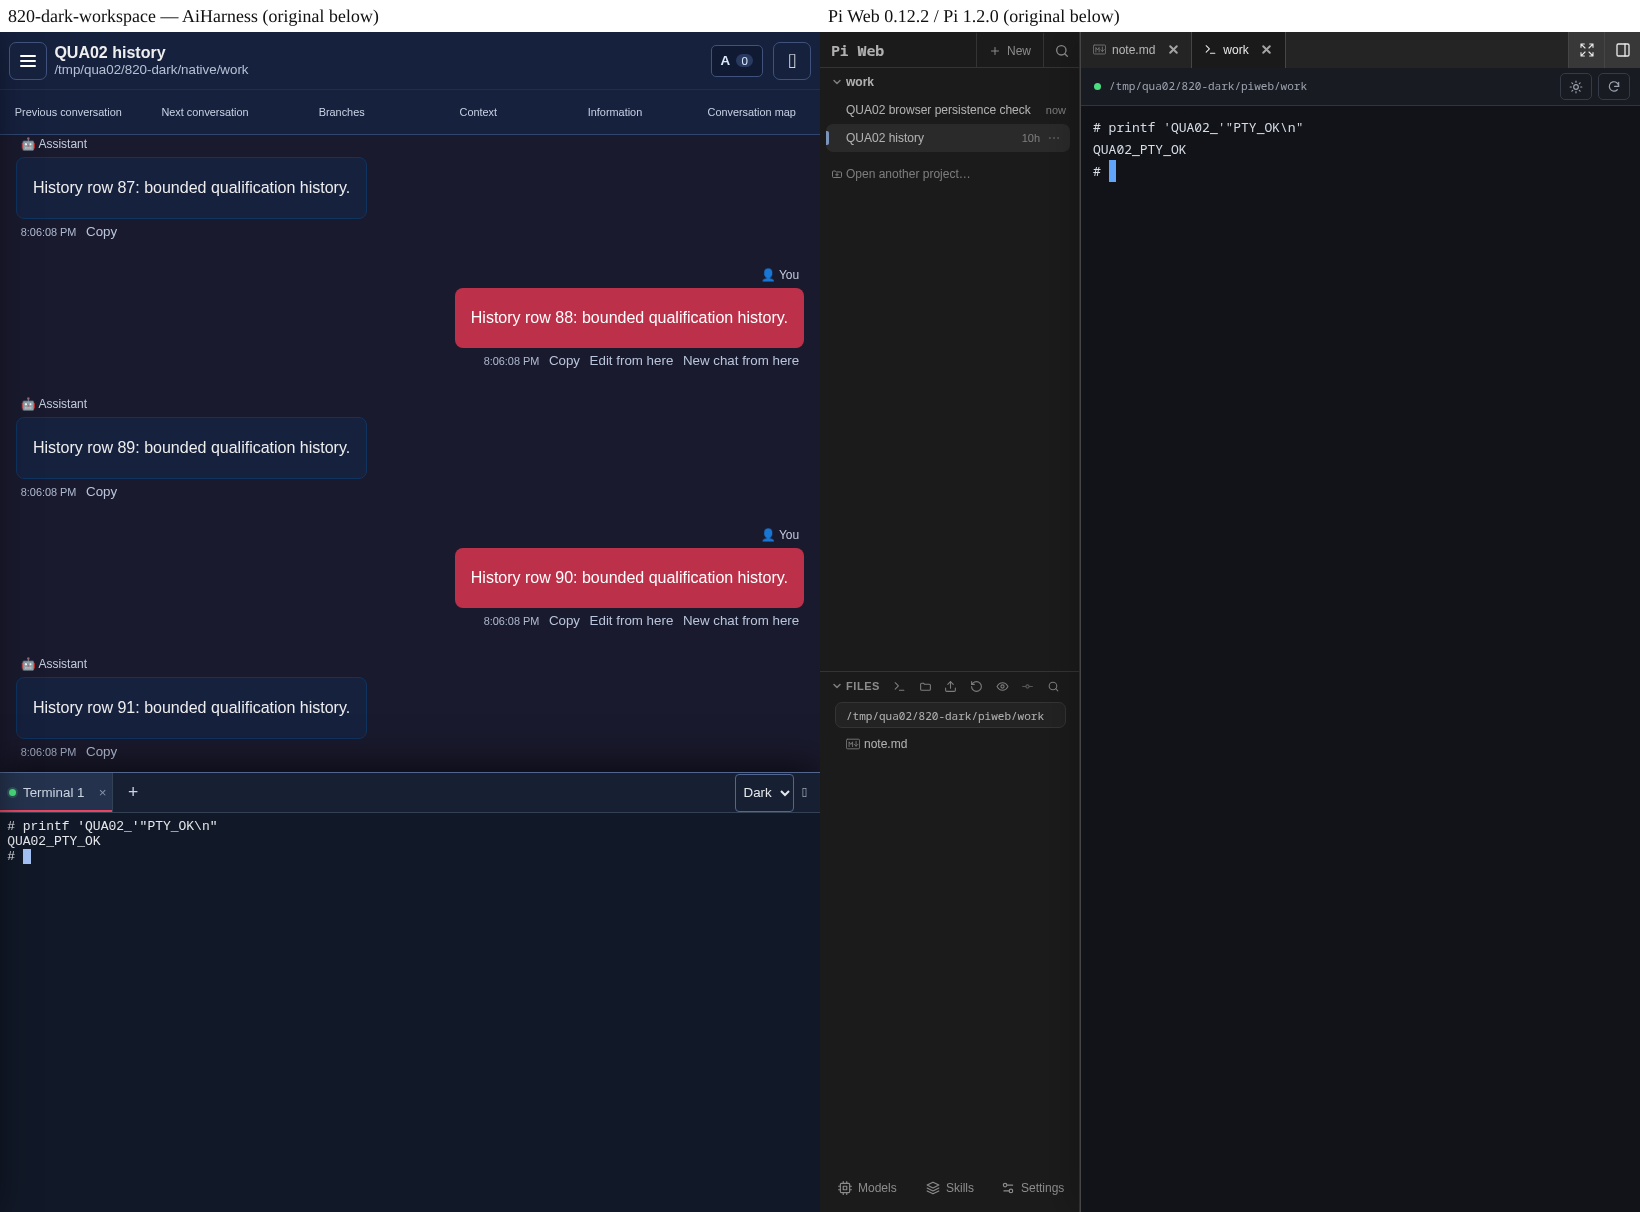 820-dark-workspace — AiHarness (original below)
QUA02 history
/tmp/qua02/820-dark/native/work
A 0
Previous conversation Next conversation Branches Context Information Conversation map
Assistant
History row 87: bounded qualification history.
8:06:08 PM Copy
You
History row 88: bounded qualification history.
8:06:08 PM Copy Edit from here New chat from here
Assistant
History row 89: bounded qualification history.
8:06:08 PM Copy
You
History row 90: bounded qualification history.
8:06:08 PM Copy Edit from here New chat from here
Assistant
History row 91: bounded qualification history.
8:06:08 PM Copy
Terminal 1 × + Dark
# printf 'QUA02_'"PTY_OK\n"
QUA02_PTY_OK
#
Pi Web 0.12.2 / Pi 1.2.0 (original below)
Pi Web + New
work
QUA02 browser persistence check now
QUA02 history 10h ···
Open another project…
FILES
/tmp/qua02/820-dark/piweb/work
note.md
Models Skills Settings
note.md × work ×
/tmp/qua02/820-dark/piweb/work
# printf 'QUA02_'"PTY_OK\n"
QUA02_PTY_OK
#